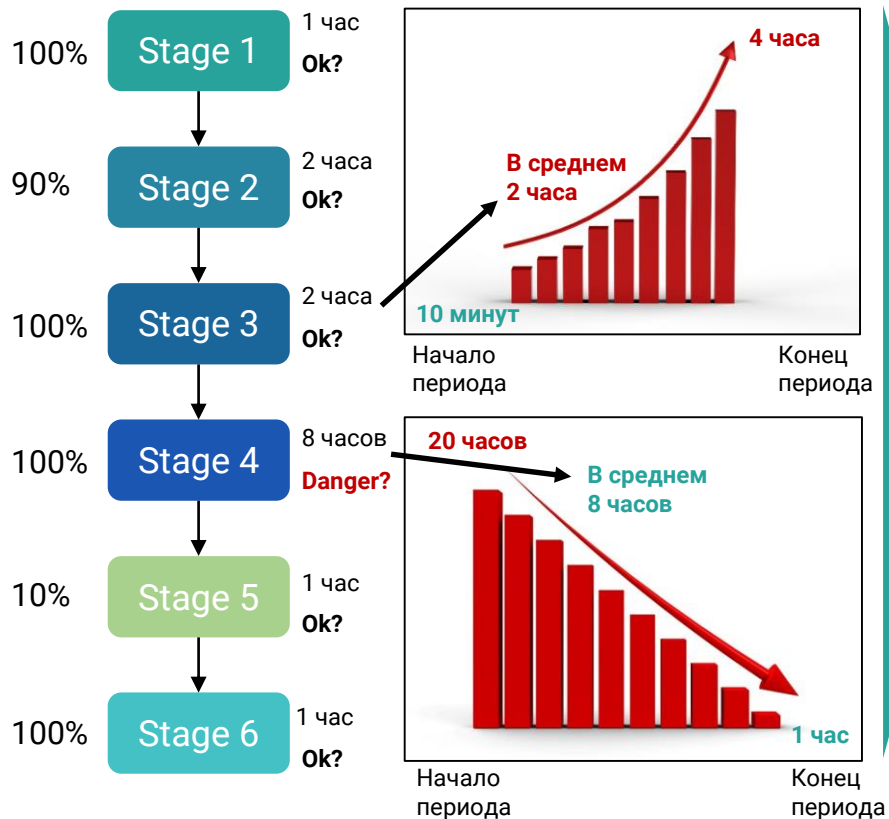 100%
Stage 1
1 час
Ok?
90%
Stage 2
2 часа
Ok?
100%
Stage 3
2 часа
Ok?
100%
Stage 4
8 часов
Danger?
10%
Stage 5
1 час
Ok?
100%
Stage 6
1 час
Ok?
4 часа
В среднем
2 часа
10 минут
Начало
периода
Конец
периода
20 часов
В среднем
8 часов
1 час
Начало
периода
Конец
периода